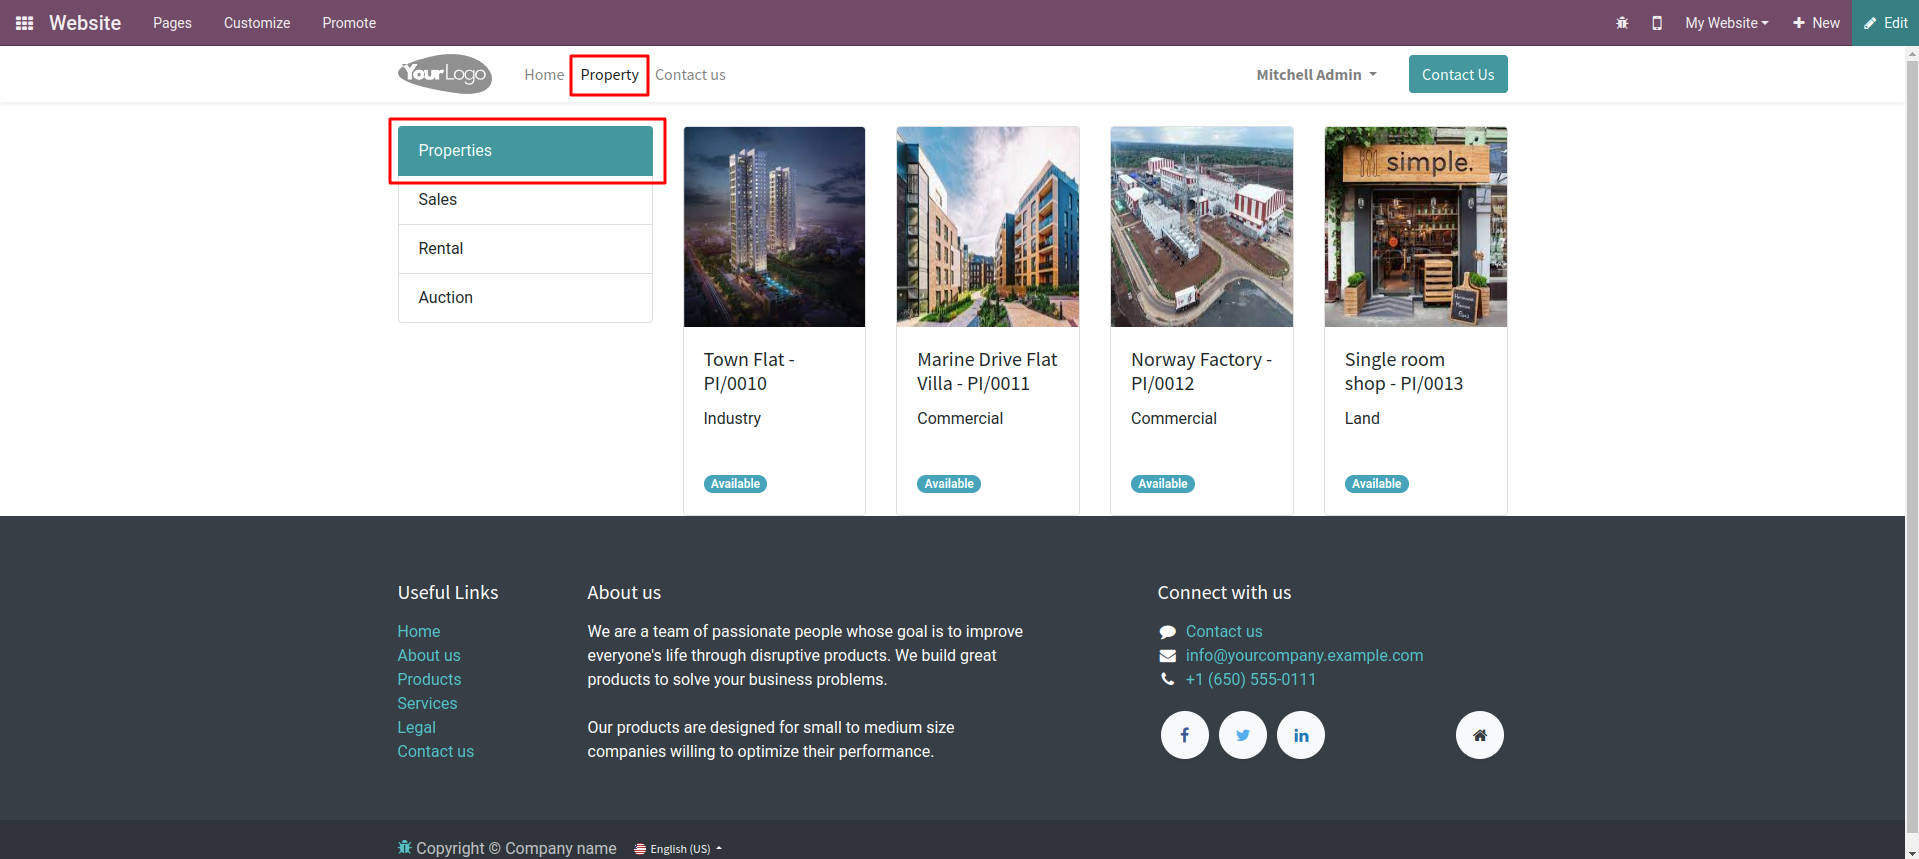 Website Pages Customize Promote My Website + New Edit
YourLogo Home Property Contact us Mitchell Admin Contact Us
Properties
Sales
Rental
Auction
simple.
Town Flat -
PI/0010
Industry
Available
Marine Drive Flat
Villa - PI/0011
Commercial
Available
Norway Factory -
PI/0012
Commercial
Available
Single room
shop - PI/0013
Land
Available
Useful Links
Home
About us
Products
Services
Legal
Contact us
About us
We are a team of passionate people whose goal is to improve
everyone's life through disruptive products. We build great
products to solve your business problems.
Our products are designed for small to medium size
companies willing to optimize their performance.
Connect with us
Contact us
info@yourcompany.example.com
+1 (650) 555-0111
f
in
Copyright © Company name English (US)